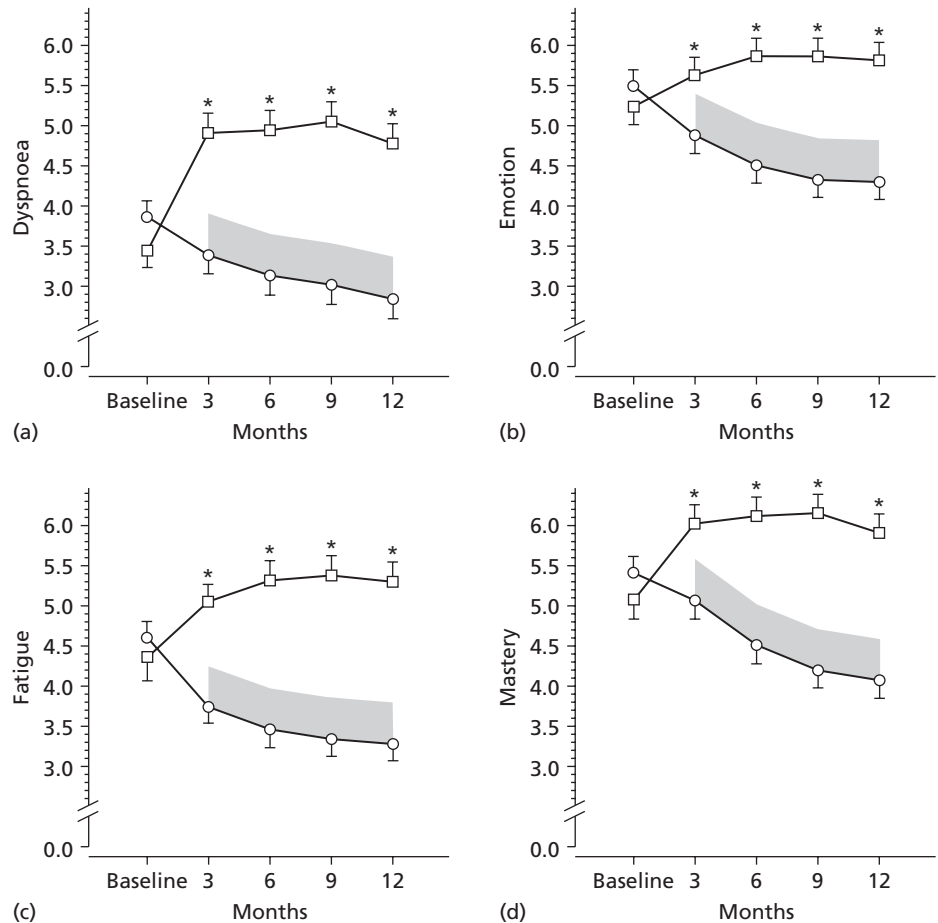 * * * *
6.0
5.5
5.0
4.5
4.0
3.5
3.0
0.0
Dyspnoea
Baseline 3 6 9 12
Months
(a)
* * * *
6.0
5.5
5.0
4.5
4.0
3.5
3.0
0.0
Emotion
Baseline 3 6 9 12
Months
(b)
* * * *
6.0
5.5
5.0
4.5
4.0
3.5
3.0
0.0
Fatigue
Baseline 3 6 9 12
Months
(c)
* * * *
6.0
5.5
5.0
4.5
4.0
3.5
3.0
0.0
Mastery
Baseline 3 6 9 12
Months
(d)